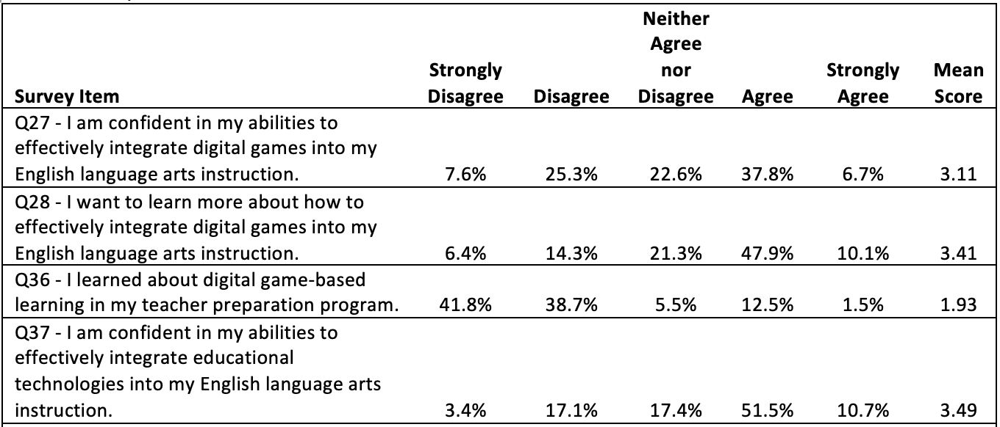 Neither
Agree
Strongly nor Strongly Mean
Survey Item Disagree Disagree Disagree Agree Agree Score
Q27 - I am confident in my abilities to
effectively integrate digital games into my
English language arts instruction. 7.6% 25.3% 22.6% 37.8% 6.7% 3.11
Q28 - I want to learn more about how to
effectively integrate digital games into my
English language arts instruction. 6.4% 14.3% 21.3% 47.9% 10.1% 3.41
Q36 - I learned about digital game-based
learning in my teacher preparation program. 41.8% 38.7% 5.5% 12.5% 1.5% 1.93
Q37 - I am confident in my abilities to
effectively integrate educational
technologies into my English language arts
instruction. 3.4% 17.1% 17.4% 51.5% 10.7% 3.49